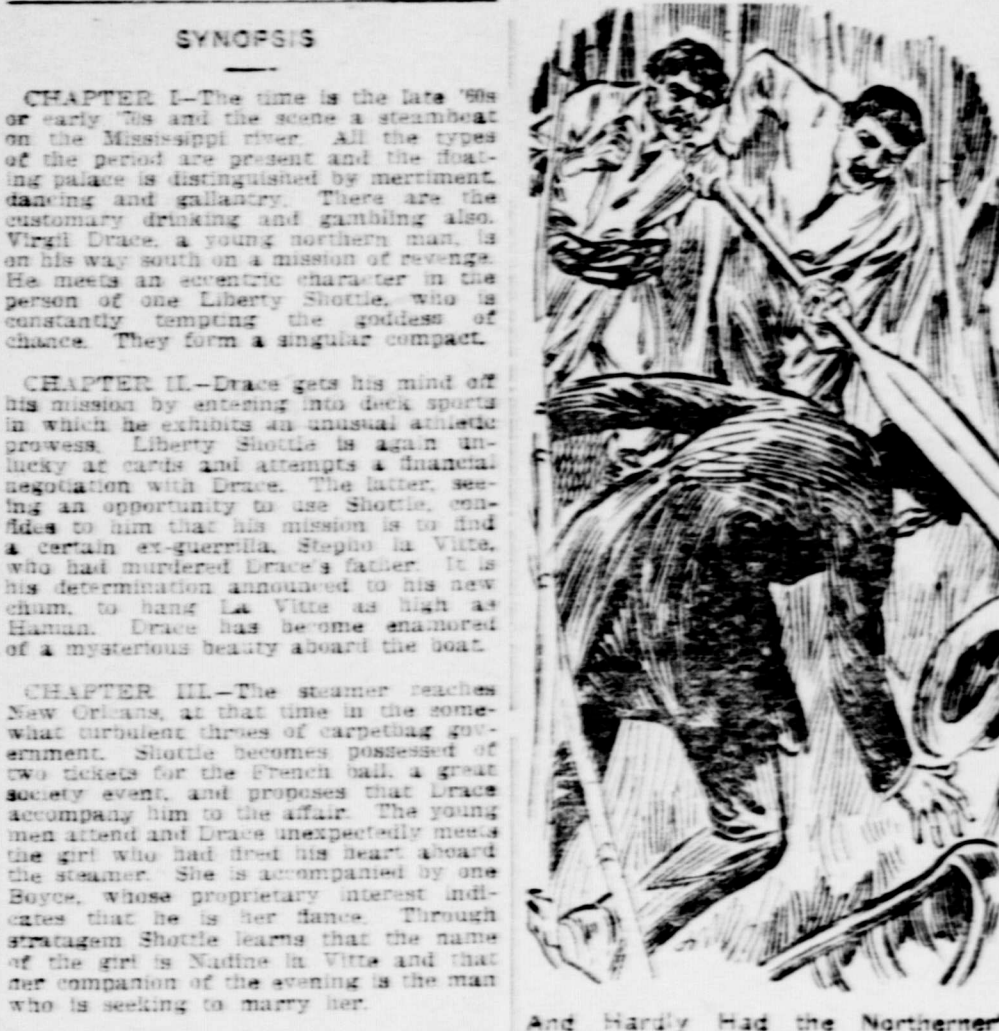 SYNOPSIS
CHAPTER I—The time is the late '60s
or early '70s and the scene a steamboat
on the Mississippi river. All the types
of the period are present and the float-
ing palace is distinguished by merriment,
dancing and gallantry. There are the
customary drinking and gambling also.
Virgil Drace, a young northern man, is
on his way south on a mission of revenge.
He meets an eccentric character in the
person of one Liberty Shottle, who is
constantly tempting the goddess of
chance. They form a singular compact.
CHAPTER II.—Drace gets his mind off
his mission by entering into deck sports
in which he exhibits an unusual athletic
prowess. Liberty Shottle is again un-
lucky at cards and attempts a financial
negotiation with Drace. The latter, see-
ing an opportunity to use Shottle, con-
fides to him that his mission is to find
a certain ex-guerrilla, Stepho la Vitte,
who had murdered Drace's father. It is
his determination announced to his new
chum, to hang La Vitte as high as
Haman. Drace has become enamored
of a mysterious beauty aboard the boat.
CHAPTER III.—The steamer reaches
New Orleans, at that time in the some-
what turbulent throes of carpetbag gov-
ernment. Shottle becomes possessed of
two tickets for the French ball, a great
society event, and proposes that Drace
accompany him to the affair. The young
men attend and Drace unexpectedly meets
the girl who had fired his heart aboard
the steamer. She is accompanied by one
Boyce, whose proprietary interest indi-
cates that he is her fiance. Through
stratagem Shottle learns that the name
of the girl is Nadine la Vitte and that
her companion of the evening is the man
who is seeking to marry her.
And Hardly Had the Northerner